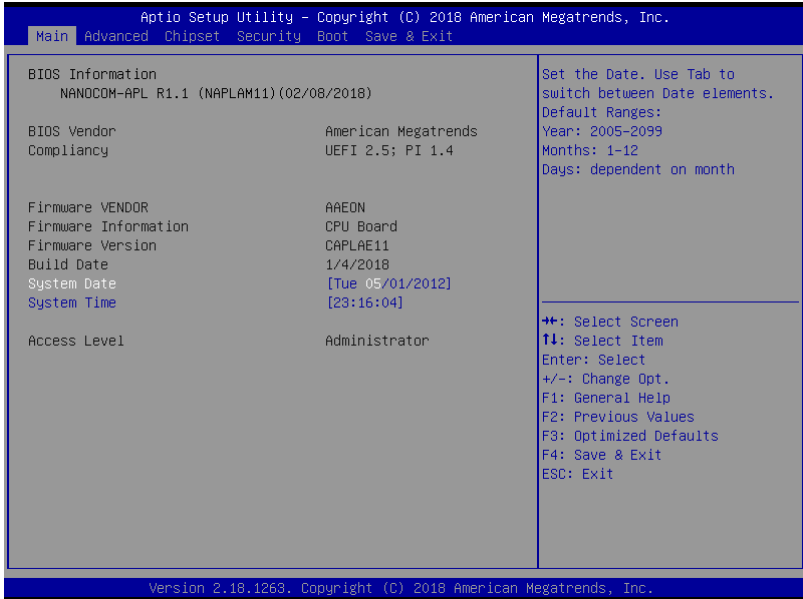 Aptio Setup Utility – Copyright (C) 2018 American Megatrends, Inc.
Main Advanced Chipset Security Boot Save & Exit
BIOS Information
NANOCOM-APL R1.1 (NAPLAM11)(02/08/2018)
BIOS Vendor American Megatrends
Compliancy UEFI 2.5; PI 1.4
Firmware VENDOR AAEON
Firmware Information CPU Board
Firmware Version CAPLAE11
Build Date 1/4/2018
System Date [Tue 05/01/2012]
System Time [23:16:04]
Access Level Administrator
Set the Date. Use Tab to
switch between Date elements.
Default Ranges:
Year: 2005-2099
Months: 1-12
Days: dependent on month
→←: Select Screen
↑↓: Select Item
Enter: Select
+/-: Change Opt.
F1: General Help
F2: Previous Values
F3: Optimized Defaults
F4: Save & Exit
ESC: Exit
Version 2.18.1263. Copyright (C) 2018 American Megatrends, Inc.